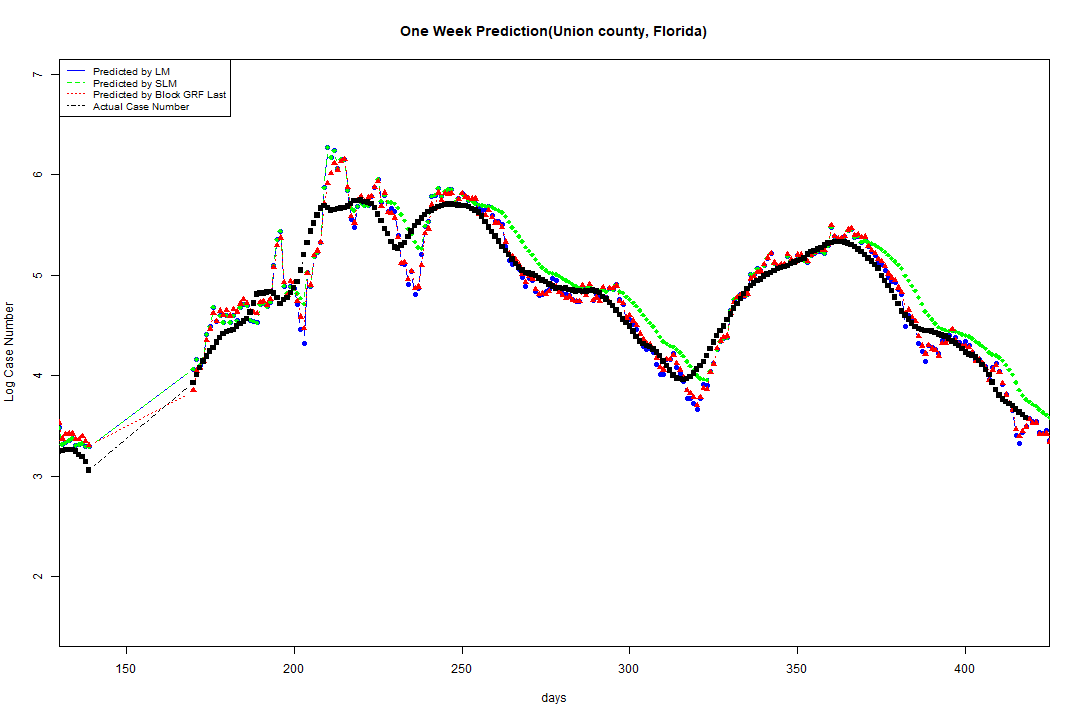 One Week Prediction(Union county, Florida)
Predicted by LM
Predicted by SLM
Predicted by Block GRF Last
Actual Case Number
7
6
5
4
3
2
Log Case Number
150 200 250 300 350 400
days